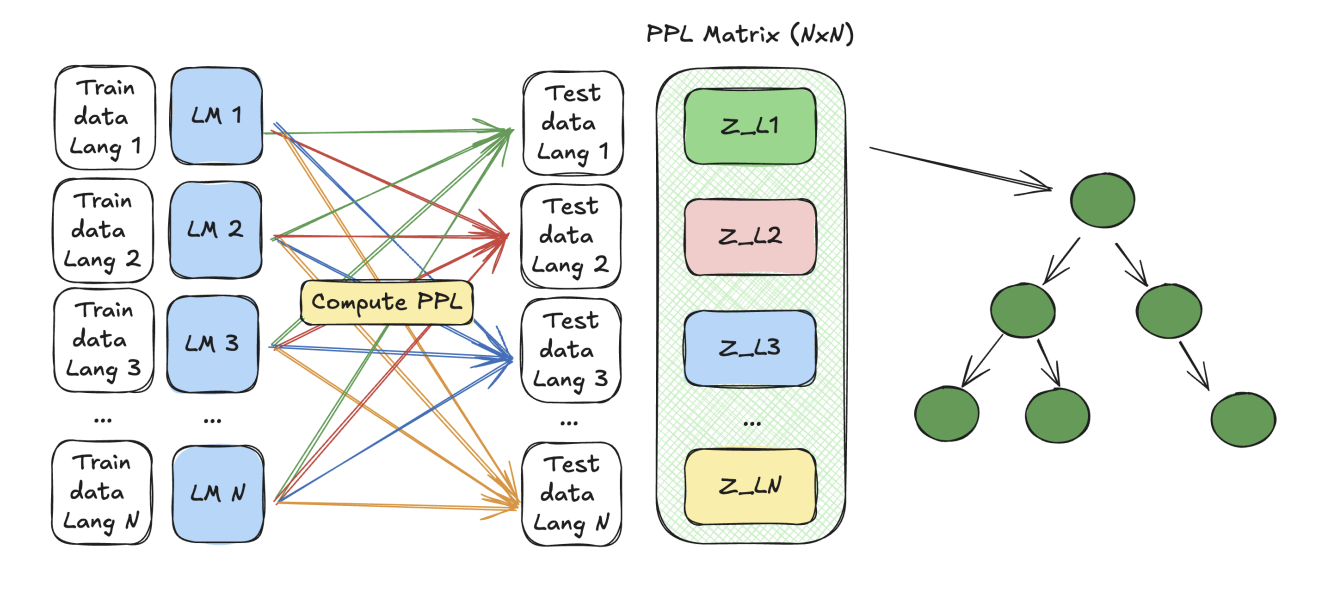 PPL Matrix (NxN)
Train
data
Lang 1
LM 1
Test
data
Lang 1
Z_L1
Train
data
Lang 2
LM 2
Test
data
Lang 2
Z_L2
Compute PPL
Train
data
Lang 3
LM 3
Test
data
Lang 3
Z_L3
...
...
...
...
Train
data
Lang N
LM N
Test
data
Lang N
Z_LN